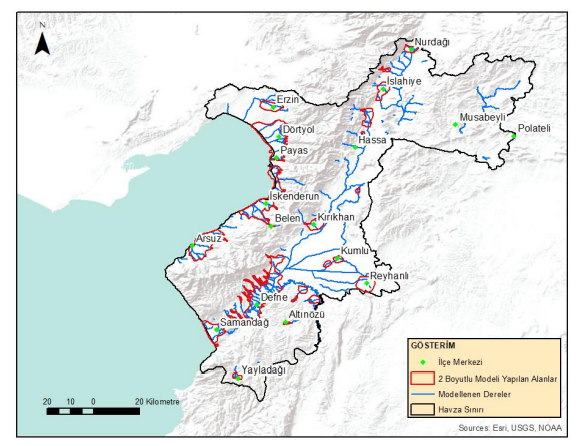 N
Nurdağı
İslahiye
Erzin
Musabeyli
Polateli
Dörtyol
Payas
Hassa
İskenderun
Belen
Kırıkhan
Arsuz
Kumlu
Reyhanlı
Defne
Altınözü
Samandağ
Yayladağı
GÖSTERİM
İlçe Merkezi
2 Boyutlu Modeli Yapılan Alanlar
Modellenen Dereler
Havza Sınırı
20 10 0 20 Kilometre
Sources: Esri, USGS, NOAA